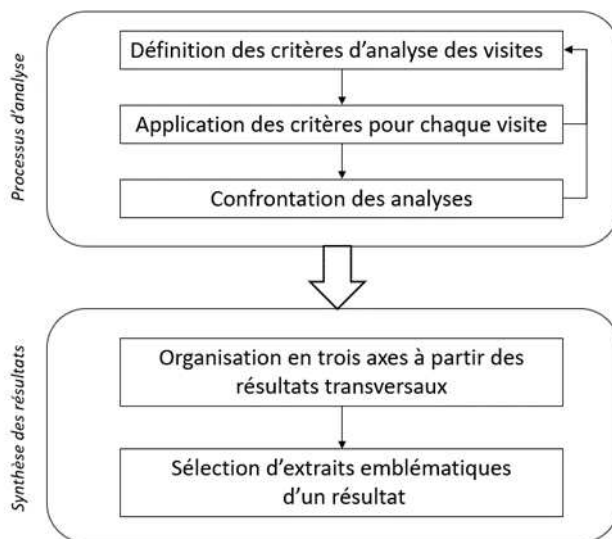 Processus d'analyse
Définition des critères d'analyse des visites
Application des critères pour chaque visite
Confrontation des analyses
Synthèse des résultats
Organisation en trois axes à partir des
résultats transversaux
Sélection d'extraits emblématiques
d'un résultat